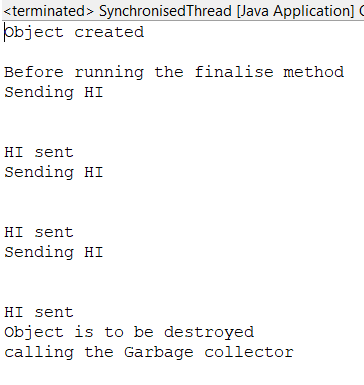 <terminated> SynchronisedThread [Java Application]
Object created
Before running the finalise method
Sending HI
HI sent
Sending HI
HI sent
Sending HI
HI sent
Object is to be destroyed
calling the Garbage collector